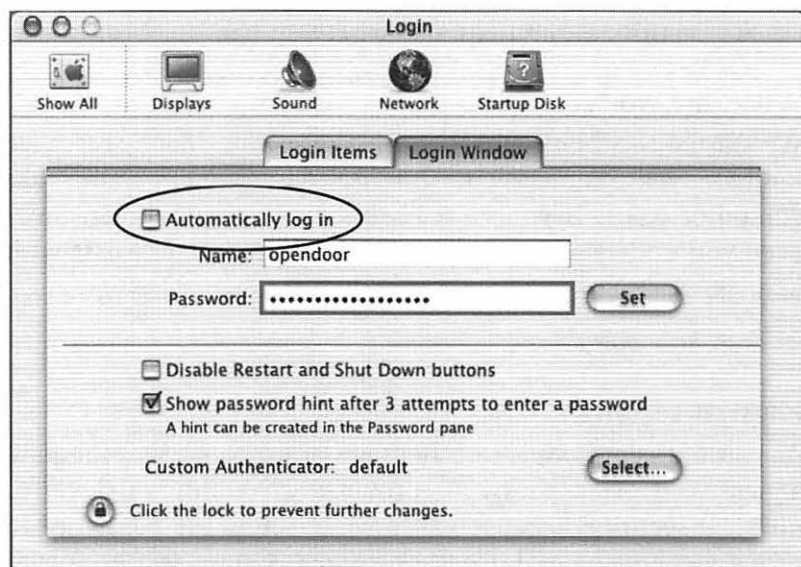 Login
Show All Displays Sound Network Startup Disk
Login Items Login Window
Automatically log in
Name: opendoor
Password: •••••••••••••••••• Set
Disable Restart and Shut Down buttons
Show password hint after 3 attempts to enter a password
A hint can be created in the Password pane
Custom Authenticator: default Select...
Click the lock to prevent further changes.